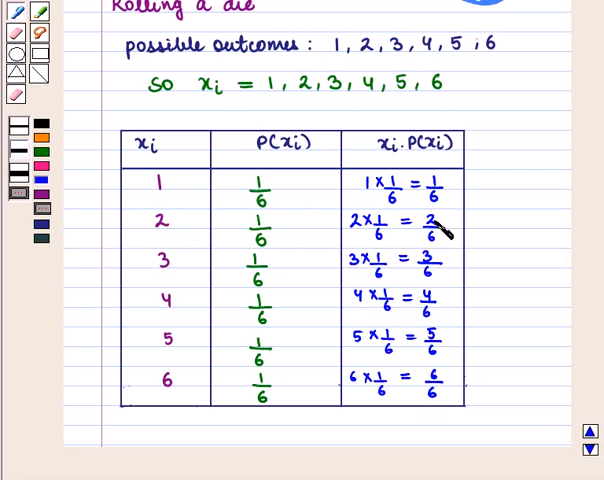 Rolling a die
possible outcomes : 1, 2, 3, 4, 5, 6
So xi = 1, 2, 3, 4, 5, 6
xi P(xi) xi.P(xi)
1 1/6 1×1/6 = 1/6
2 1/6 2×1/6 = 2/6
3 1/6 3×1/6 = 3/6
4 1/6 4×1/6 = 4/6
5 1/6 5×1/6 = 5/6
6 1/6 6×1/6 = 6/6